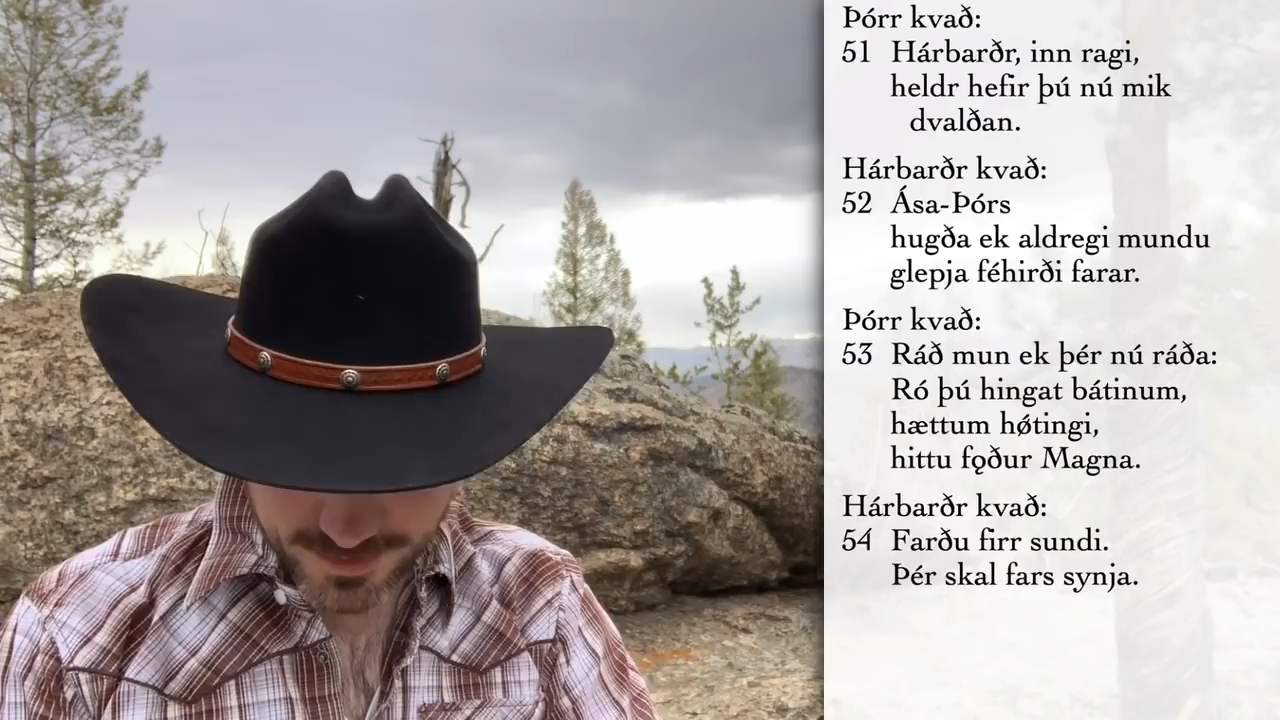 Þórr kvað:
51 Hárbarðr, inn ragi,
heldr hefir þú nú mik
dvalðan.
Hárbarðr kvað:
52 Ása-Þórs
hugða ek aldregi mundu
glepja féhirði farar.
Þórr kvað:
53 Ráð mun ek þér nú ráða:
Ró þú hingat bátinum,
hættum hǿtingi,
hittu fǫður Magna.
Hárbarðr kvað:
54 Farðu firr sundi.
Þér skal fars synja.